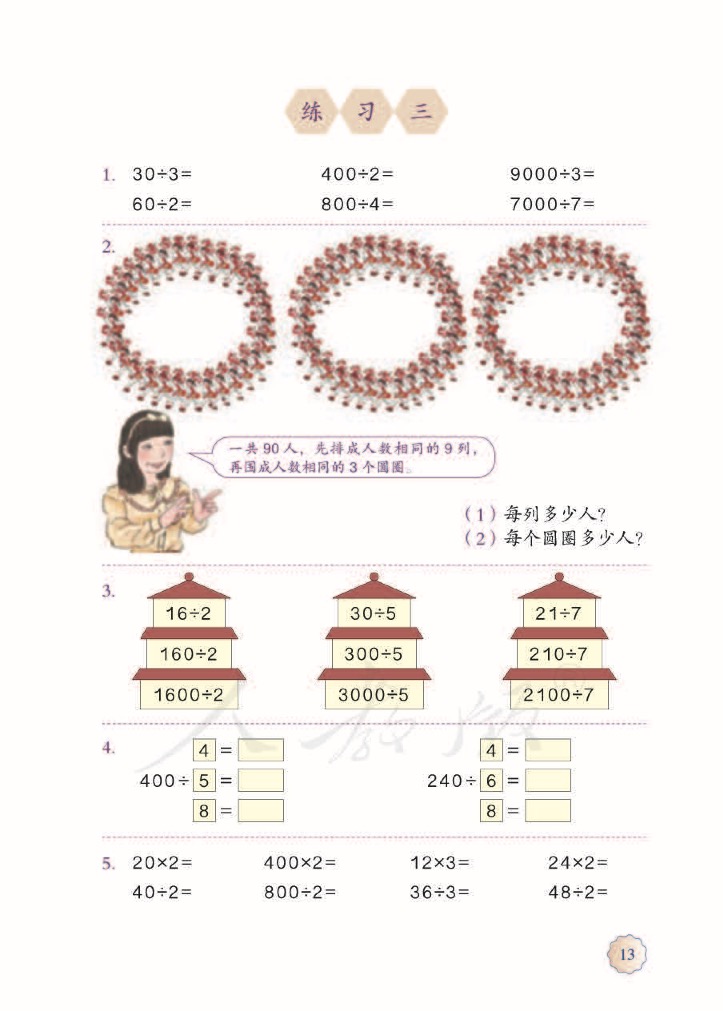 练 习 三
1. 30÷3= 400÷2= 9000÷3=
60÷2= 800÷4= 7000÷7=
2.
一共 90 人，先排成人数相同的 9 列，
再围成人数相同的 3 个圆圈。
（1）每列多少人？
（2）每个圆圈多少人？
3.
16÷2 30÷5 21÷7
160÷2 300÷5 210÷7
1600÷2 3000÷5 2100÷7
人教版
4.
4 = 4 =
400÷ 5 = 240÷ 6 =
8 = 8 =
5. 20×2= 400×2= 12×3= 24×2=
40÷2= 800÷2= 36÷3= 48÷2=
13